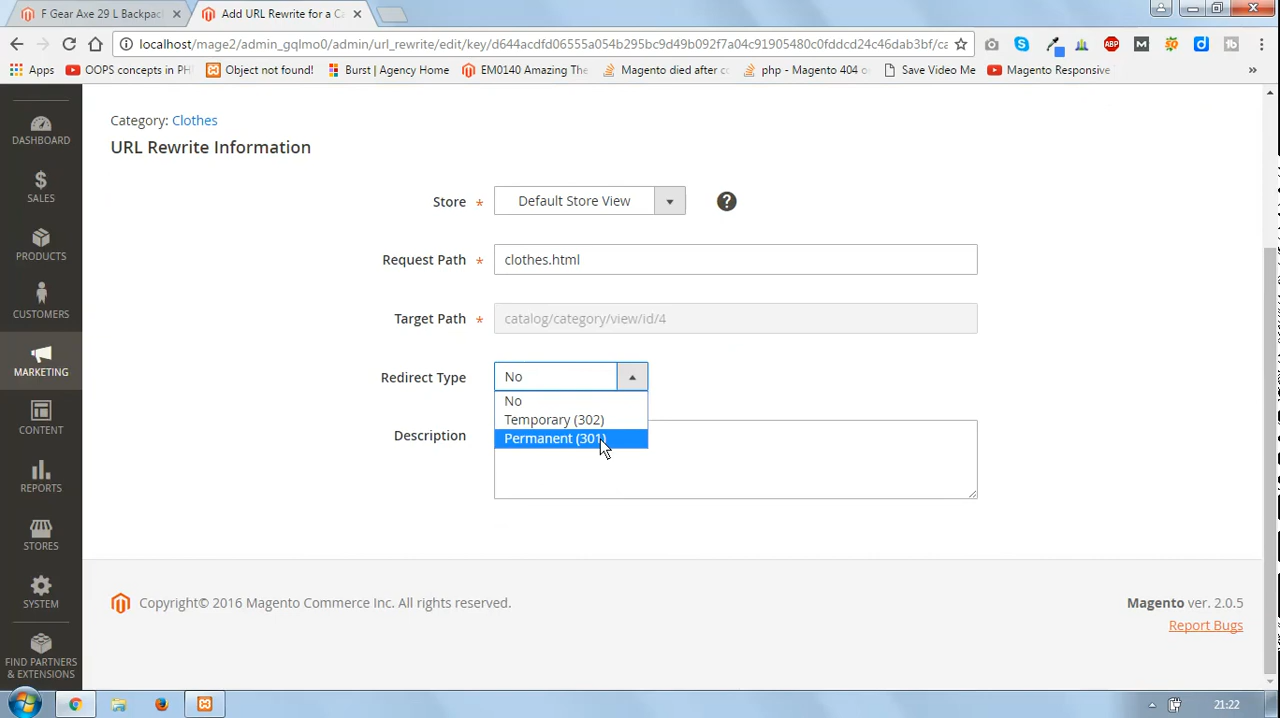 F Gear Axe 29 L Backpac
Add URL Rewrite for a Ca
localhost/mage2/admin_gqlmo0/admin/url_rewrite/edit/key/d644acdfd06555a054b295bc9d49b092f7a04c91905480c0fdddd24c46dab3bf/ca
Apps
OOPS concepts in PH
Object not found!
Burst | Agency Home
EM0140 Amazing The
Magento died after c
php - Magento 404 o
Save Video Me
Magento Responsive
»
ABP
M
DASHBOARD
SALES
PRODUCTS
CUSTOMERS
MARKETING
CONTENT
REPORTS
STORES
SYSTEM
FIND PARTNERS
& EXTENSIONS
Category: Clothes
URL Rewrite Information
Store * Default Store View ?
Request Path * clothes.html
Target Path * catalog/category/view/id/4
Redirect Type No
No
Temporary (302)
Permanent (301)
Description
Copyright© 2016 Magento Commerce Inc. All rights reserved.
Magento ver. 2.0.5
Report Bugs
21:22